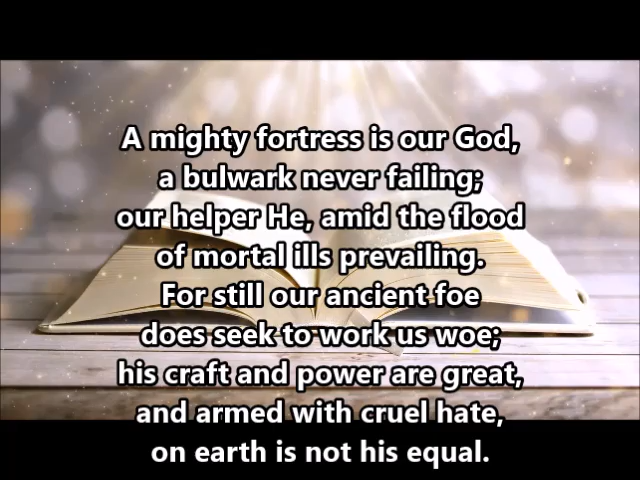 A mighty fortress is our God,
a bulwark never failing;
our helper He, amid the flood
of mortal ills prevailing.
For still our ancient foe
does seek to work us woe;
his craft and power are great,
and armed with cruel hate,
on earth is not his equal.